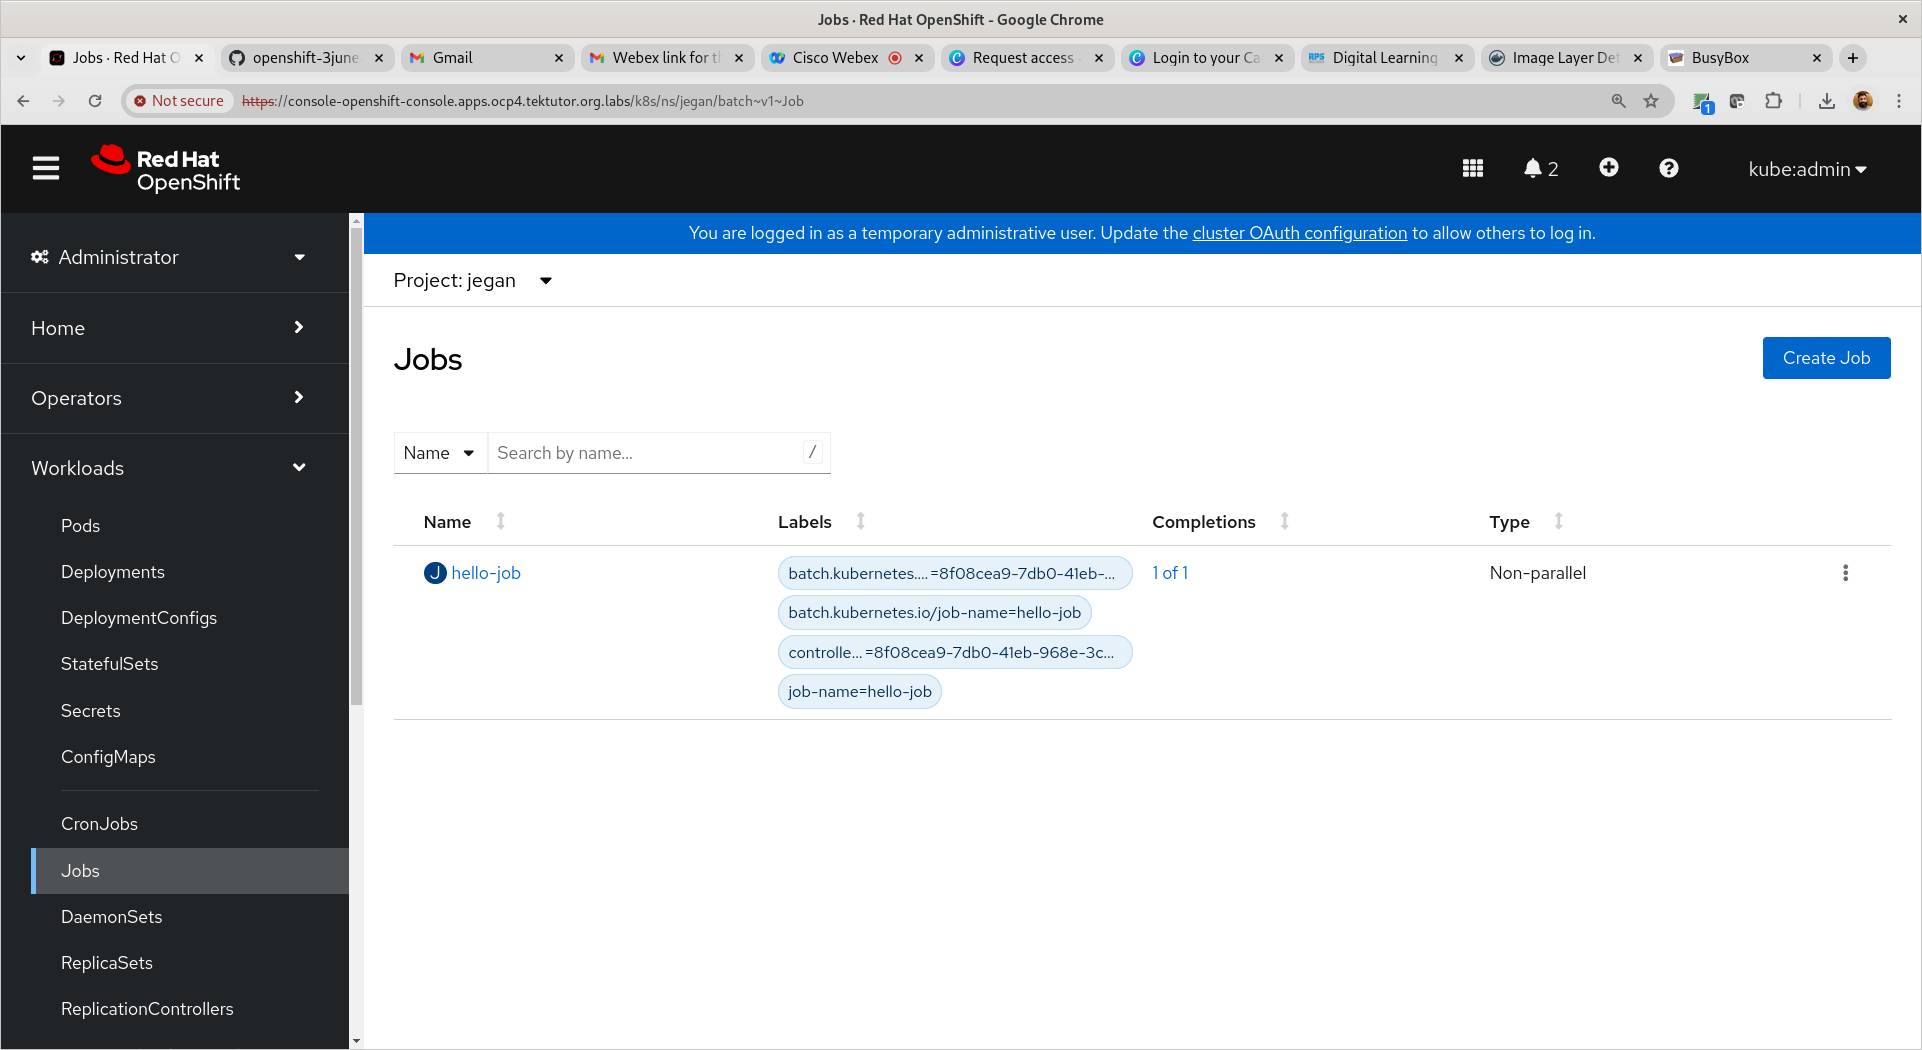 Jobs · Red Hat OpenShift - Google Chrome
Jobs · Red Hat O
openshift-3june
Gmail
Webex link for t
Cisco Webex
Request access -
Login to your Ca
RPS Digital Learning
Image Layer Det
BusyBox
Not secure
https://console-openshift-console.apps.ocp4.tektutor.org.labs/k8s/ns/jegan/batch~v1~Job
1
Red Hat
OpenShift
2
kube:admin
You are logged in as a temporary administrative user. Update the cluster OAuth configuration to allow others to log in.
Administrator
Home
Operators
Workloads
Pods
Deployments
DeploymentConfigs
StatefulSets
Secrets
ConfigMaps
CronJobs
Jobs
DaemonSets
ReplicaSets
ReplicationControllers
Project: jegan
Jobs
Create Job
Name
Search by name...
/
Name Labels Completions Type
J hello-job
batch.kubernetes.... =8f08cea9-7db0-41eb-...
batch.kubernetes.io/job-name=hello-job
controlle... =8f08cea9-7db0-41eb-968e-3c...
job-name=hello-job
1 of 1
Non-parallel